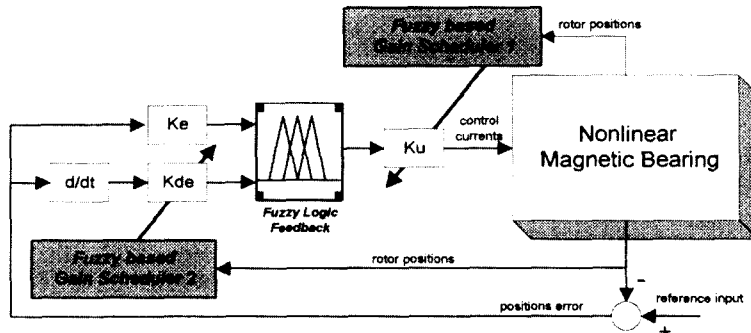 Fuzzy based
Gain Scheduler 1
rotor positions
Ke
control
currents
Nonlinear
Magnetic Bearing
Ku
d/dt
Kde
Fuzzy Logic
Feedback
Fuzzy based
Gain Scheduler 2
rotor positions
-
positions error
reference input
+